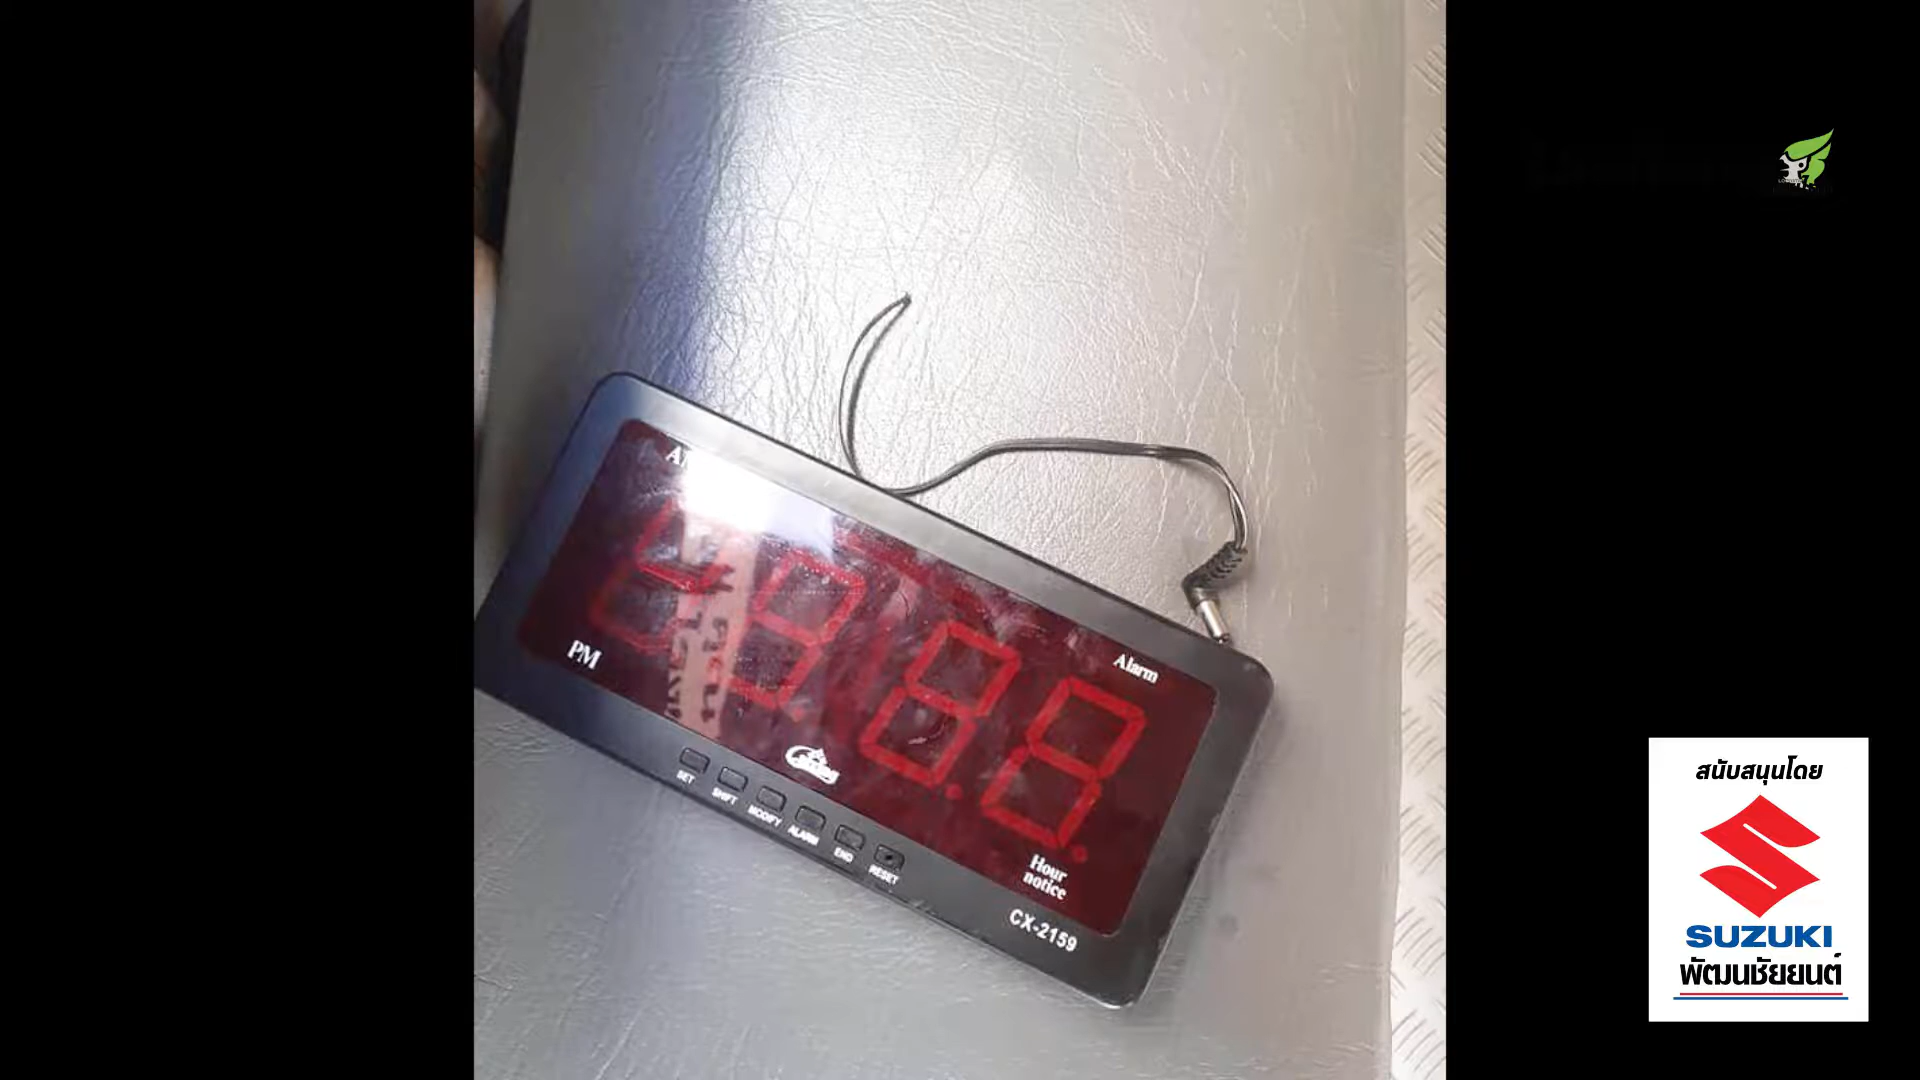 PM
Alarm
SET
SHIFT
MODIFY
ALARM
END
RESET
Hour
notice
CX-2159
สนับสนุนโดย
SUZUKI
พัฒนชัยยนต์